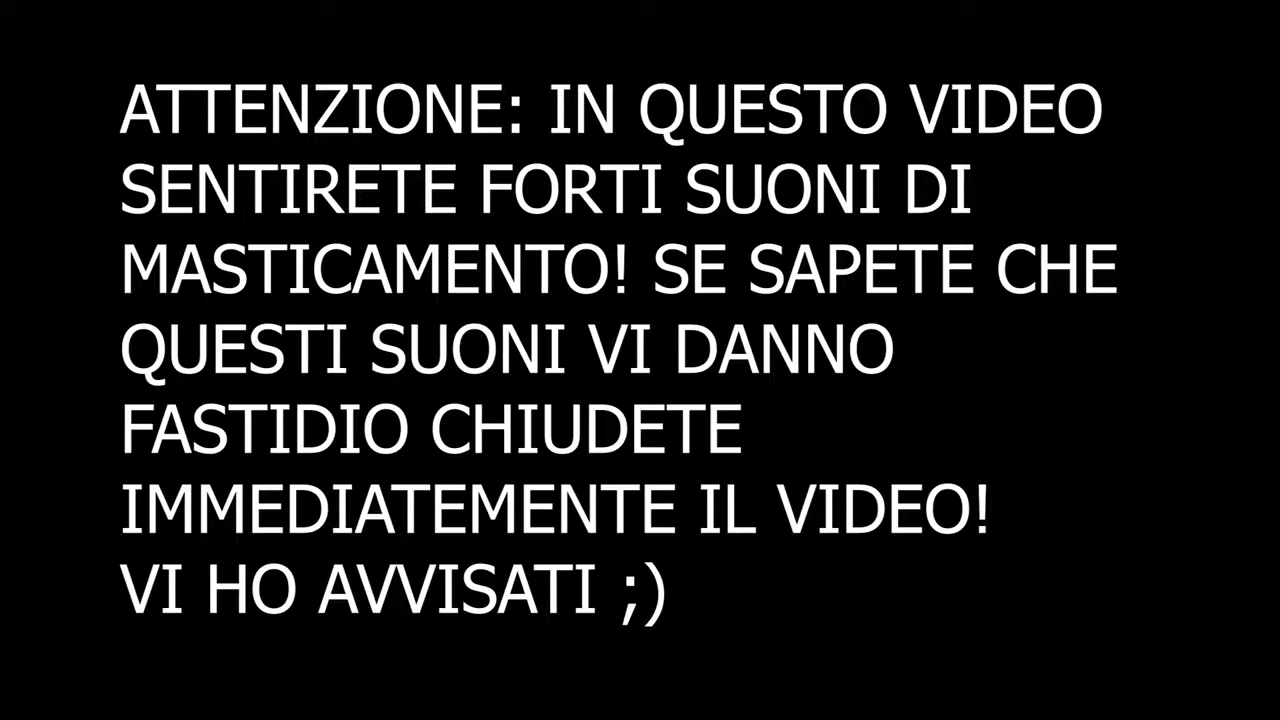 ATTENZIONE: IN QUESTO VIDEO
SENTIRETE FORTI SUONI DI
MASTICAMENTO! SE SAPETE CHE
QUESTI SUONI VI DANNO
FASTIDIO CHIUDETE
IMMEDIATEMENTE IL VIDEO!
VI HO AVVISATI ;)